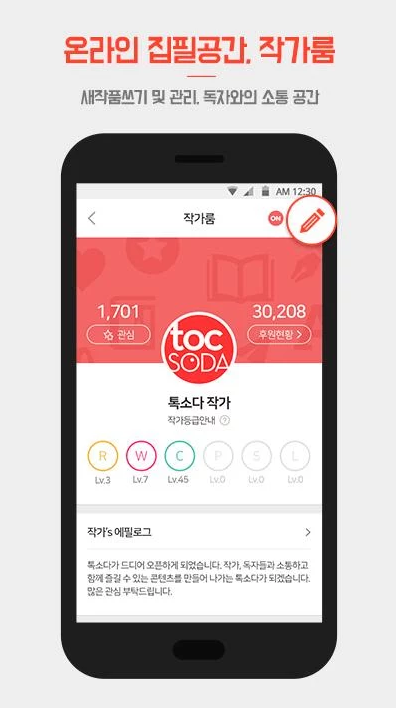 온라인 집필공간, 작가룸
새작품쓰기 및 관리, 독자와의 소통 공간
AM 12:30
작가룸
ON
1,701
30,208
관심
후원현황 >
toc
SODA
톡소다 작가
작가등급안내 ?
R W C P S L
Lv.3 Lv.7 Lv.45 Lv.0 Lv.0 Lv.0
작가's 에필로그
톡소다가 드디어 오픈하게 되었습니다. 작가, 독자들과 소통하고
함께 즐길 수 있는 콘텐츠를 만들어 나가는 톡소다가 되겠습니다.
많은 관심 부탁드립니다.